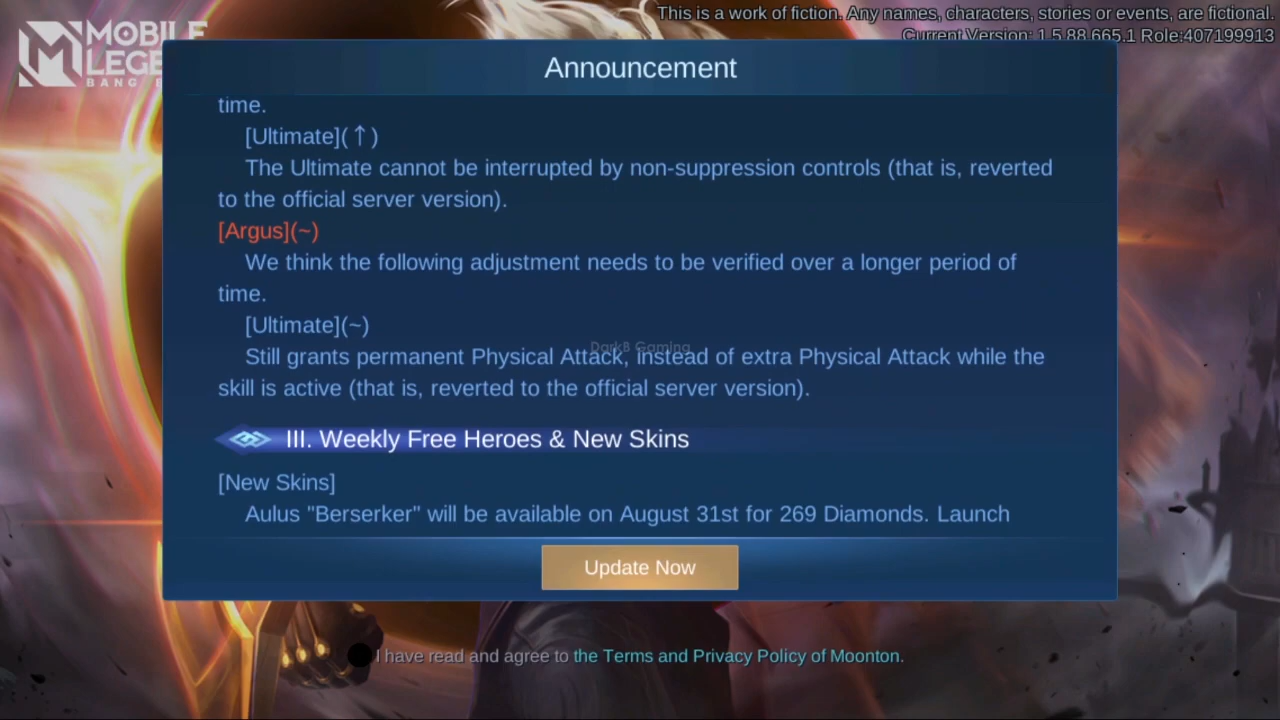 This is a work of fiction. Any names, characters, stories or events, are fictional.
Current Version: 1.5.88.665.1 Role:407199913
MOBILE
LEGE
BANG
Announcement
time.
[Ultimate](↑)
The Ultimate cannot be interrupted by non-suppression controls (that is, reverted
to the official server version).
[Argus](~)
We think the following adjustment needs to be verified over a longer period of
time.
[Ultimate](~)
DarkB Gaming
Still grants permanent Physical Attack, instead of extra Physical Attack while the
skill is active (that is, reverted to the official server version).
III. Weekly Free Heroes & New Skins
[New Skins]
Aulus "Berserker" will be available on August 31st for 269 Diamonds. Launch
Update Now
I have read and agree to the Terms and Privacy Policy of Moonton.